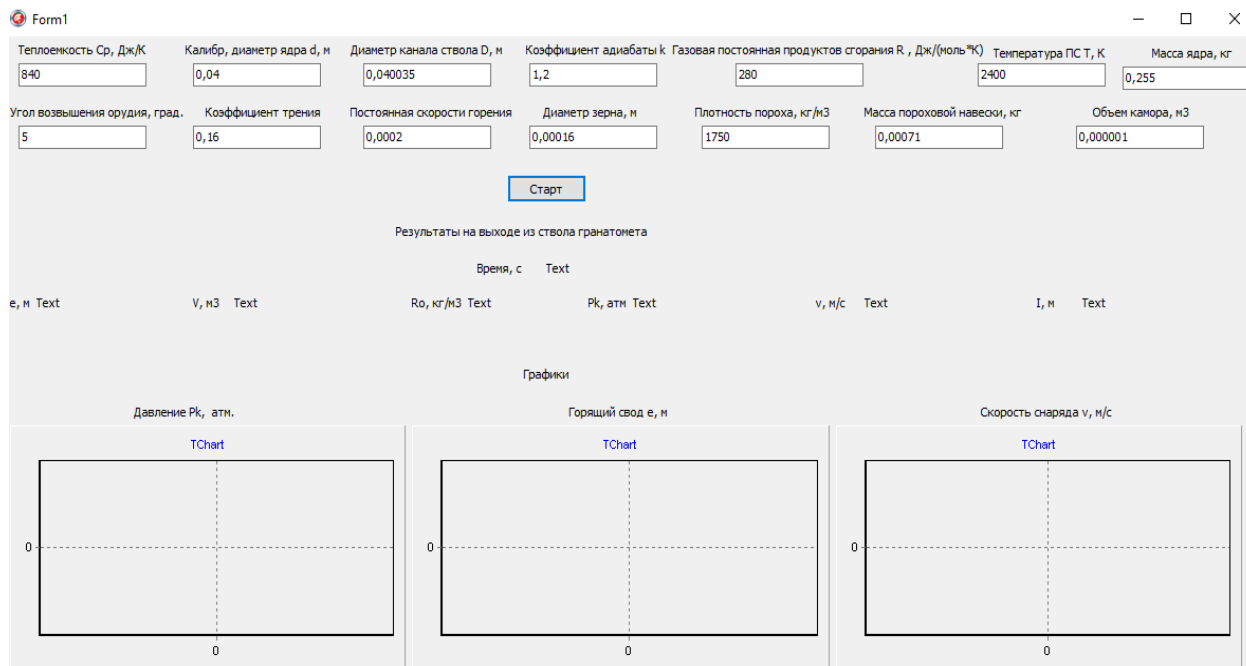 Form1
Теплоемкость Ср, Дж/К Калибр, диаметр ядра d, м Диаметр канала ствола D, м Коэффициент адиабаты k Газовая постоянная продуктов сгорания R , Дж/(моль*К) Температура ПС Т, К Масса ядра, кг
840 0,04 0,040035 1,2 280 2400 0,255
Угол возвышения орудия, град. Коэффициент трения Постоянная скорости горения Диаметр зерна, м Плотность пороха, кг/м3 Масса пороховой навески, кг Объем камора, м3
5 0,16 0,0002 0,00016 1750 0,00071 0,000001
Старт
Результаты на выходе из ствола гранатомета
Время, с Text
e, м Text V, м3 Text Ro, кг/м3 Text Pk, атм Text v, м/с Text I, м Text
Графики
Давление Pk, атм. Горящий свод e, м Скорость снаряда v, м/с
TChart TChart TChart
0 0 0
0 0 0